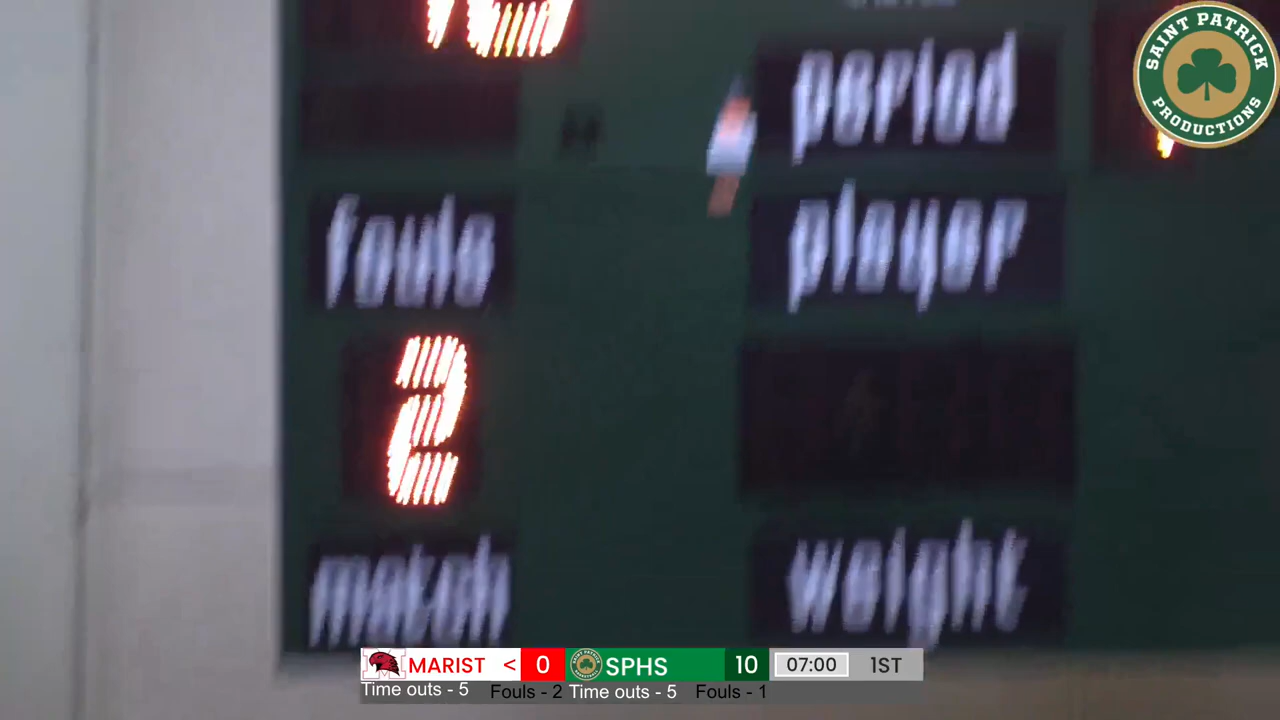 SAINT PATRICK
PRODUCTIONS
period
fouls
player
2
match
weight
MARIST < 0 SPHS 10 07:00 1ST
Time outs - 5 Fouls - 2 Time outs - 5 Fouls - 1